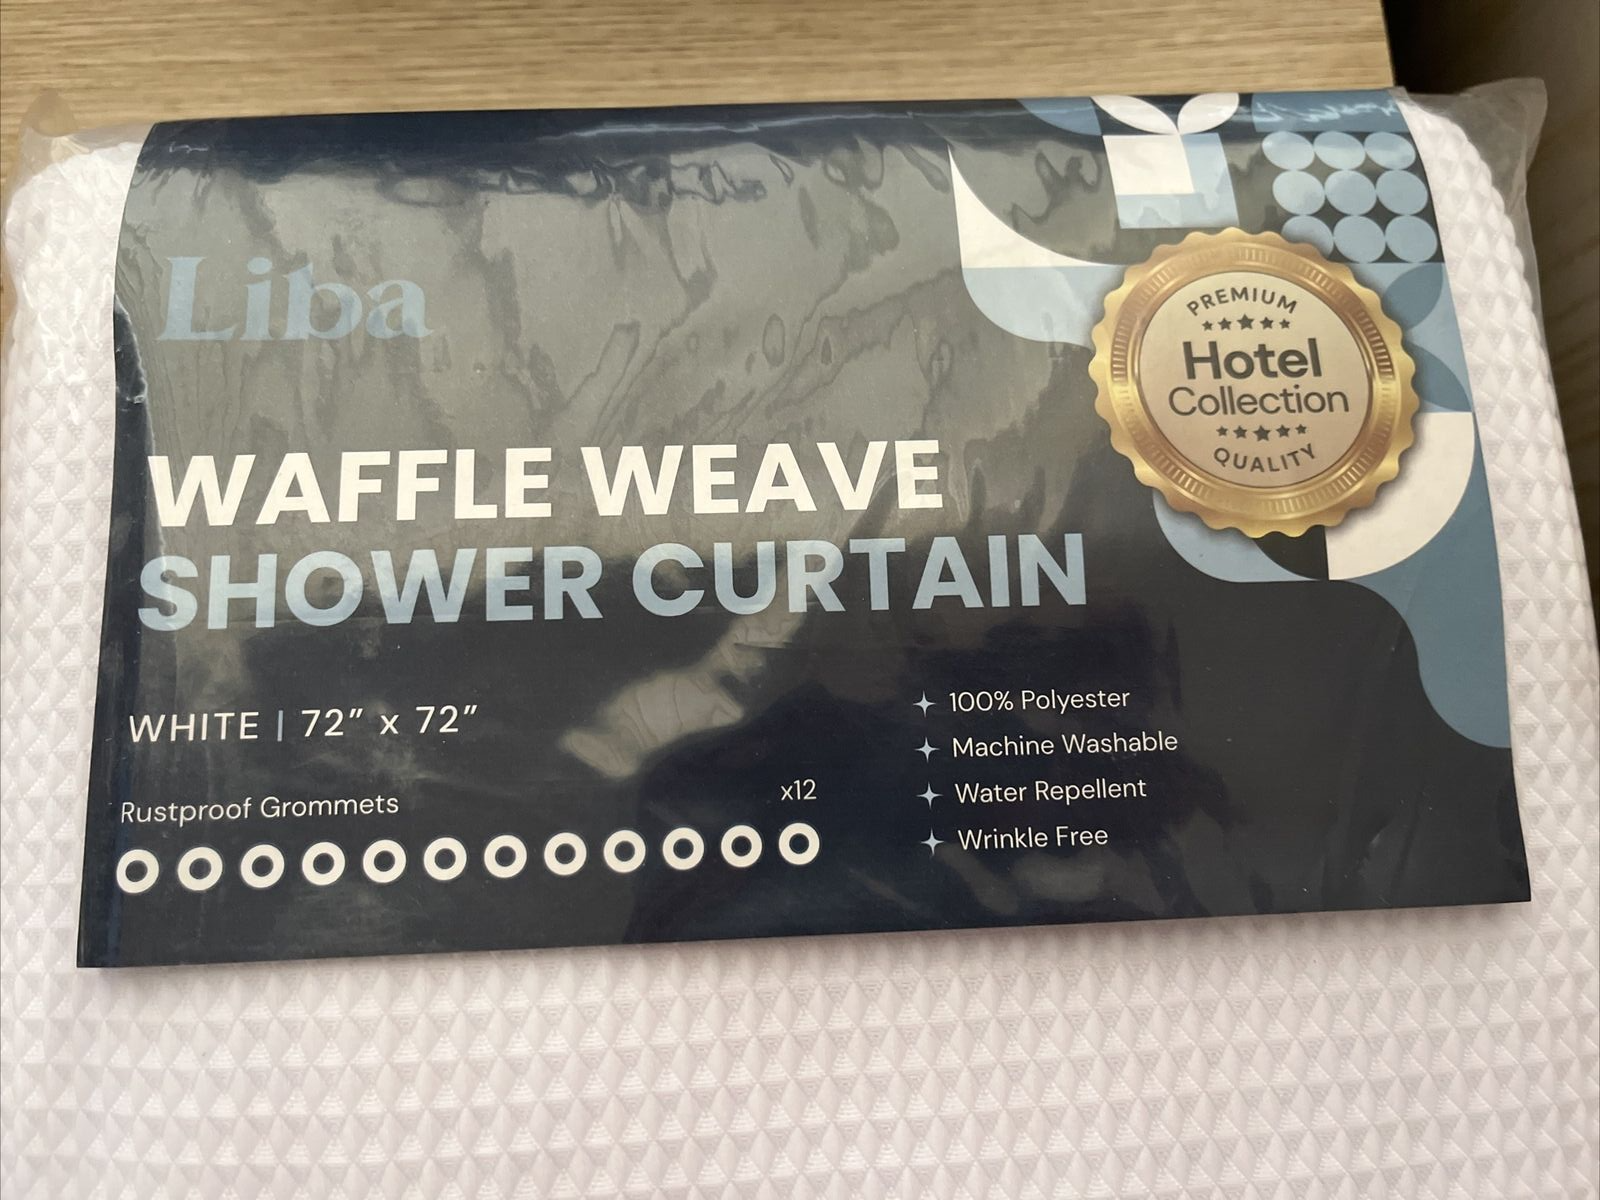 Liba
PREMIUM
Hotel
Collection
QUALITY
WAFFLE WEAVE
SHOWER CURTAIN
WHITE | 72” x 72”
Rustproof Grommets
x12
100% Polyester
Machine Washable
Water Repellent
Wrinkle Free